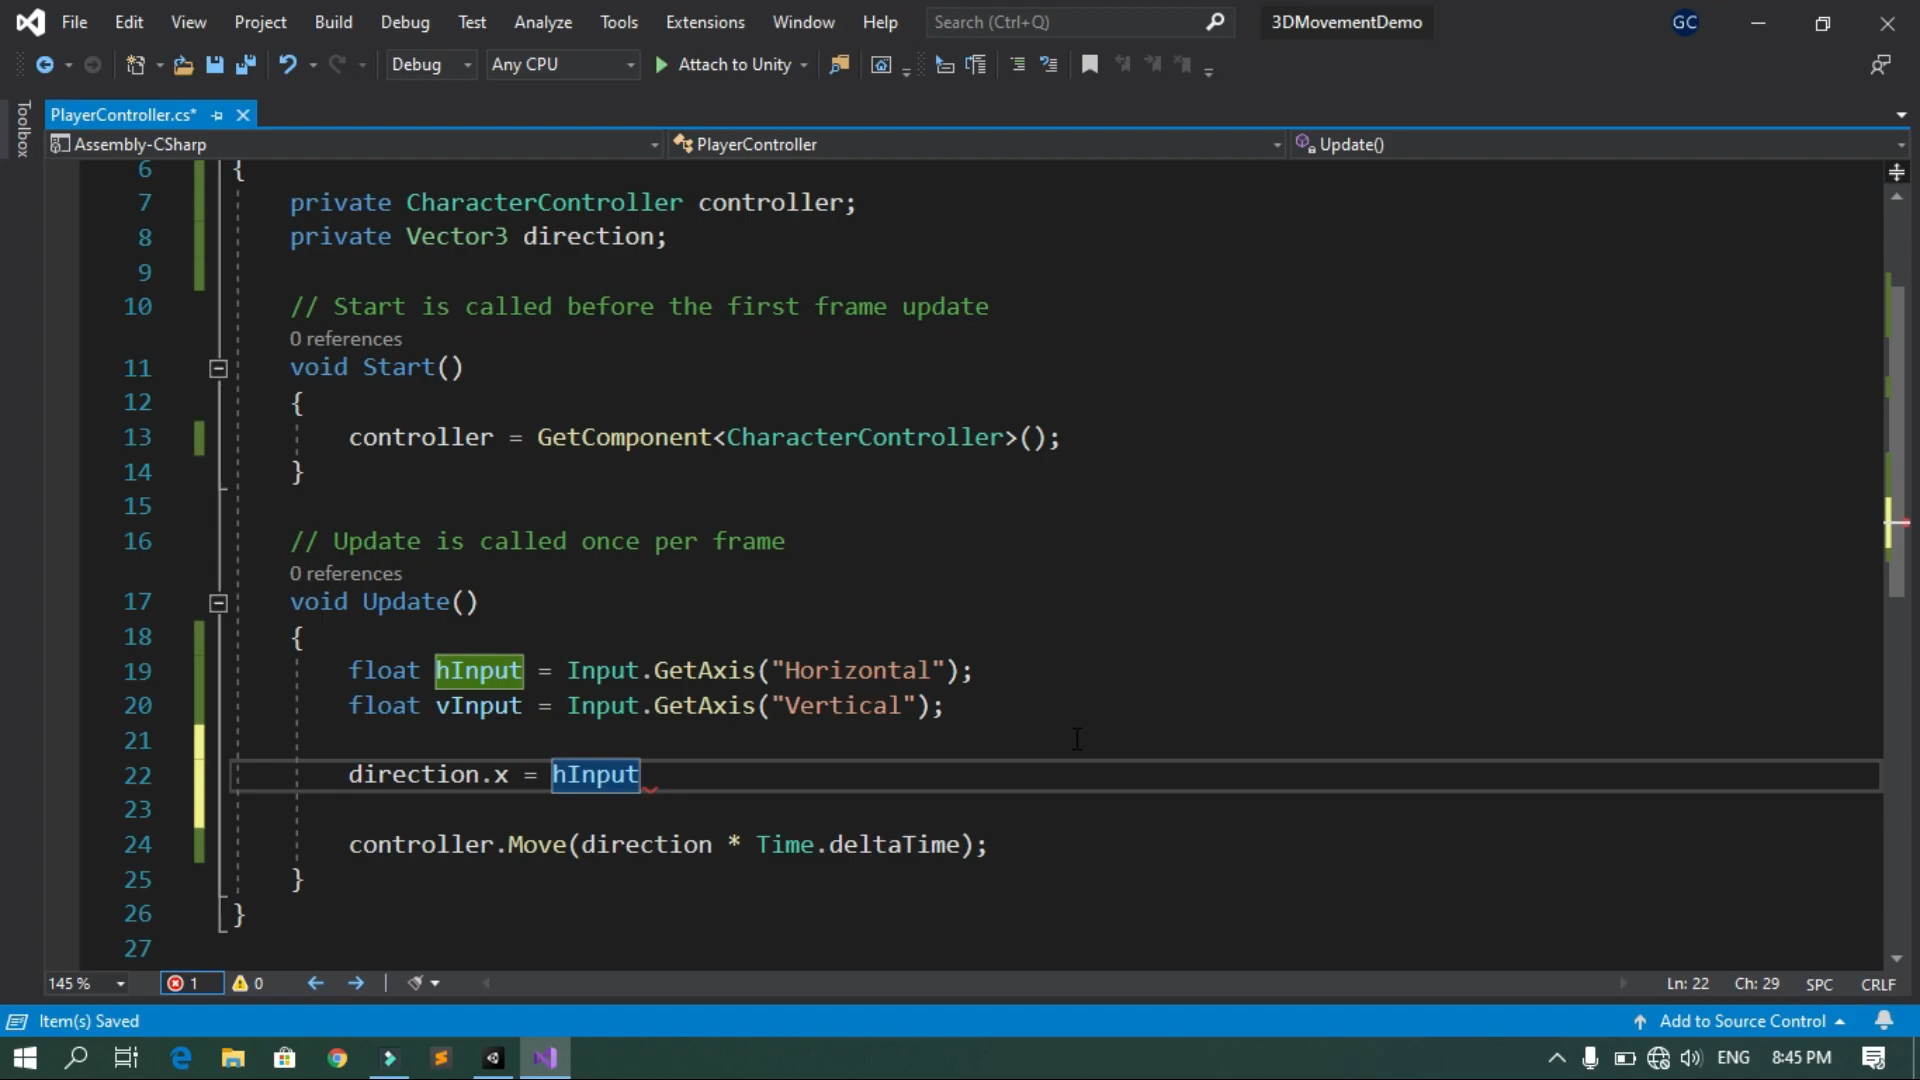 File Edit View Project Build Debug Test Analyze Tools Extensions Window Help Search (Ctrl+Q) 3DMovementDemo GC
Debug Any CPU Attach to Unity
Toolbox
PlayerController.cs*
Assembly-CSharp PlayerController Update()
6 {
7 private CharacterController controller;
8 private Vector3 direction;
9
10 // Start is called before the first frame update
0 references
11 void Start()
12 {
13 controller = GetComponent<CharacterController>();
14 }
15
16 // Update is called once per frame
0 references
17 void Update()
18 {
19 float hInput = Input.GetAxis("Horizontal");
20 float vInput = Input.GetAxis("Vertical");
21
22 direction.x = hInput
23
24 controller.Move(direction * Time.deltaTime);
25 }
26 }
27
145 % 1 0 Ln: 22 Ch: 29 SPC CRLF
Item(s) Saved Add to Source Control
ENG 8:45 PM